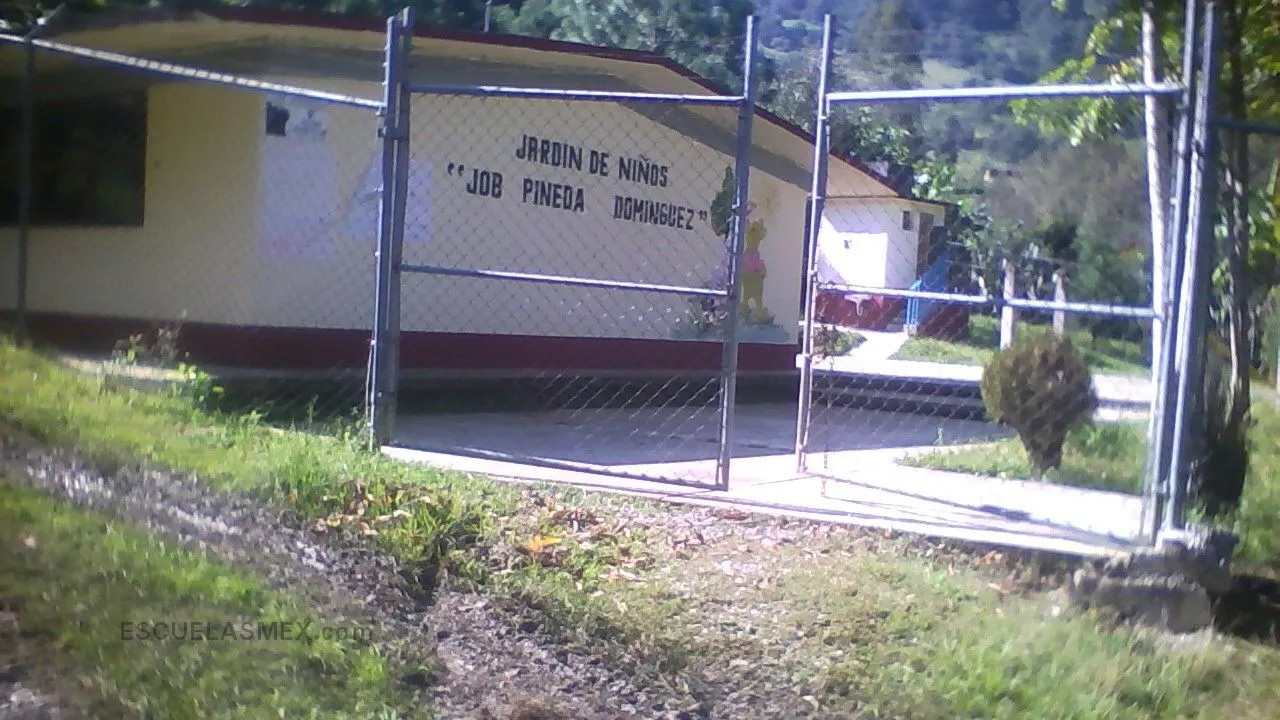 JARDIN DE NIÑOS
“JOB PINEDA DOMINGUEZ”
ESCUELASMEX.com